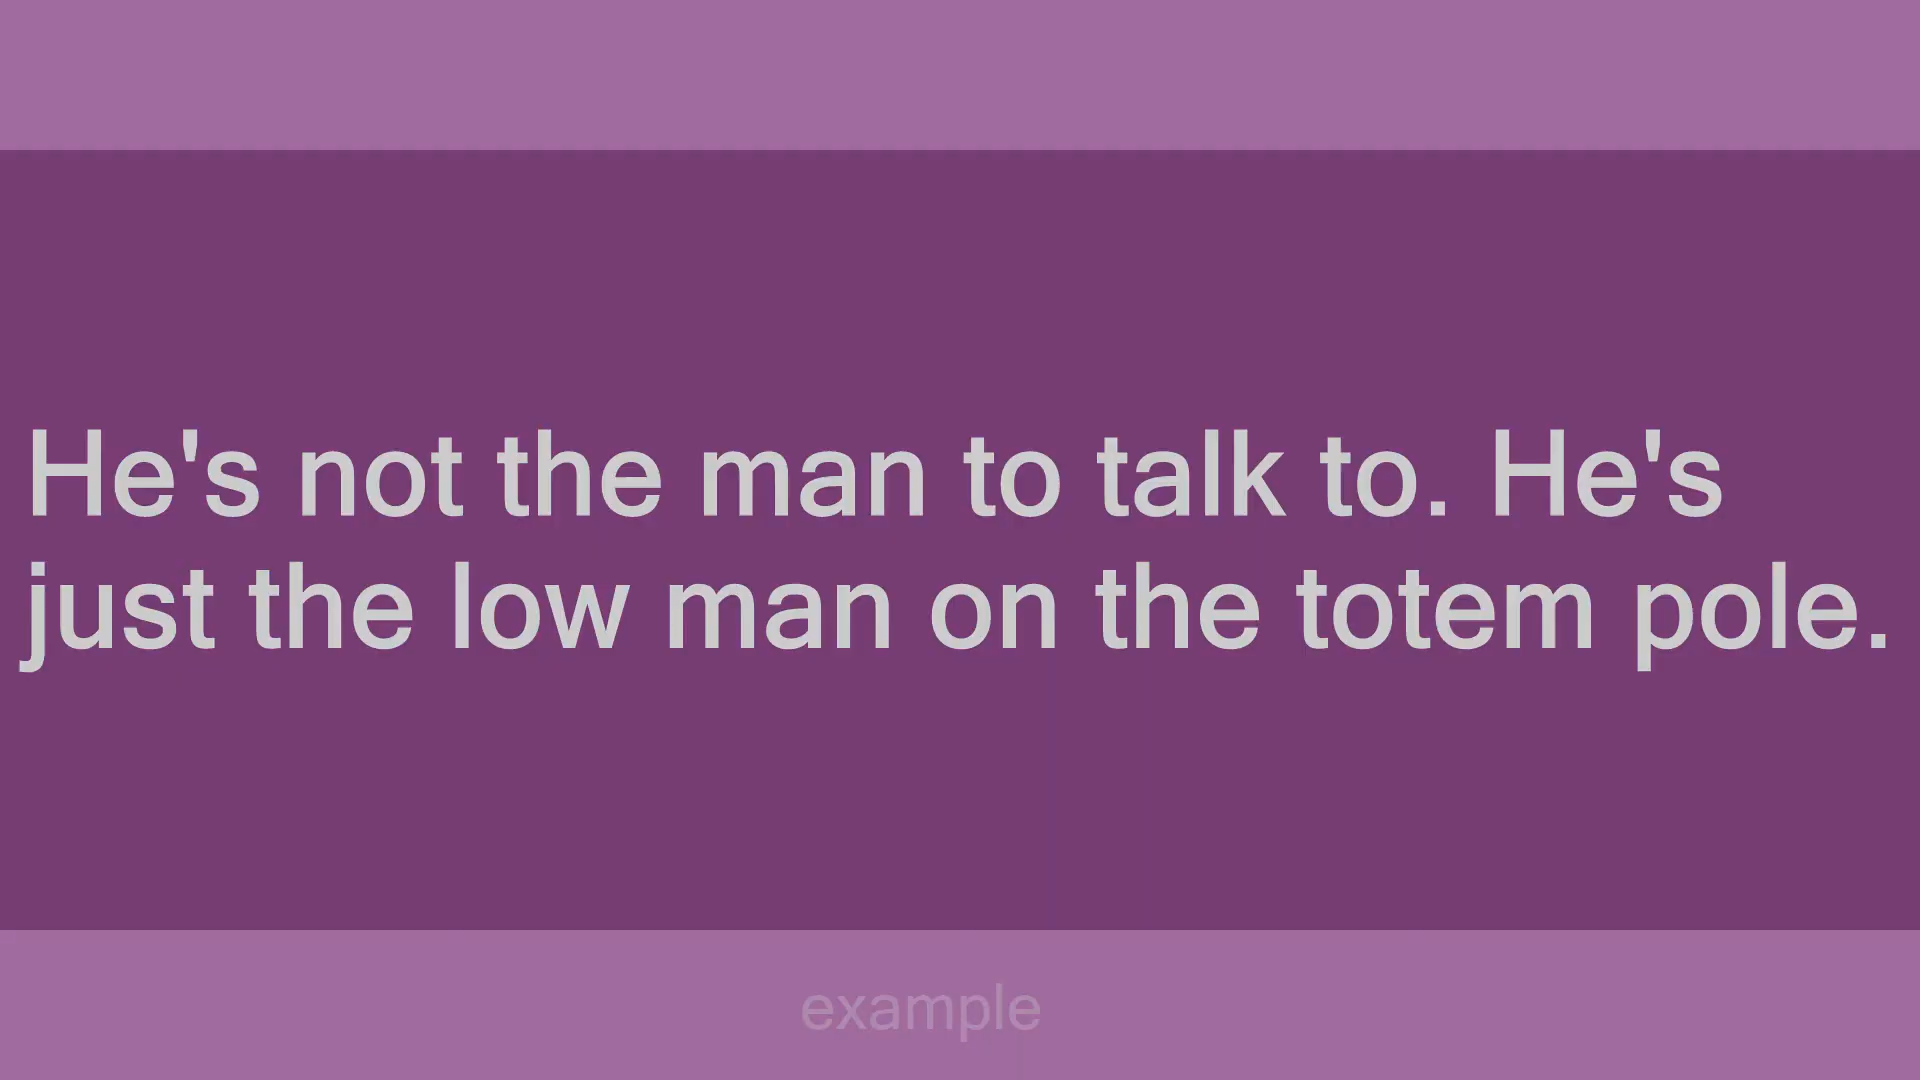 He's not the man to talk to. He's
just the low man on the totem pole.
example